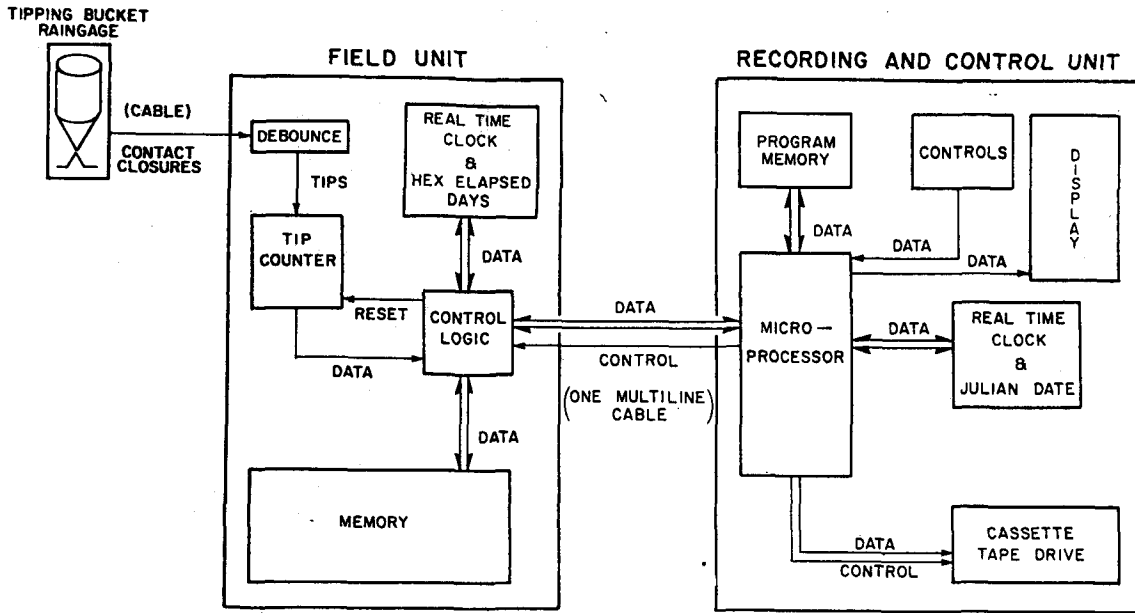 TIPPING BUCKET
RAINGAGE
(CABLE)
CONTACT
CLOSURES
FIELD UNIT
DEBOUNCE
TIPS
TIP
COUNTER
REAL TIME
CLOCK
&
HEX ELAPSED
DAYS
DATA
RESET
CONTROL
LOGIC
DATA
DATA
MEMORY
DATA
CONTROL
(ONE MULTILINE)
CABLE
RECORDING AND CONTROL UNIT
PROGRAM
MEMORY
CONTROLS
DISPLAY
DATA
DATA
DATA
MICRO-
PROCESSOR
DATA
REAL TIME
CLOCK
&
JULIAN DATE
DATA
CONTROL
CASSETTE
TAPE DRIVE